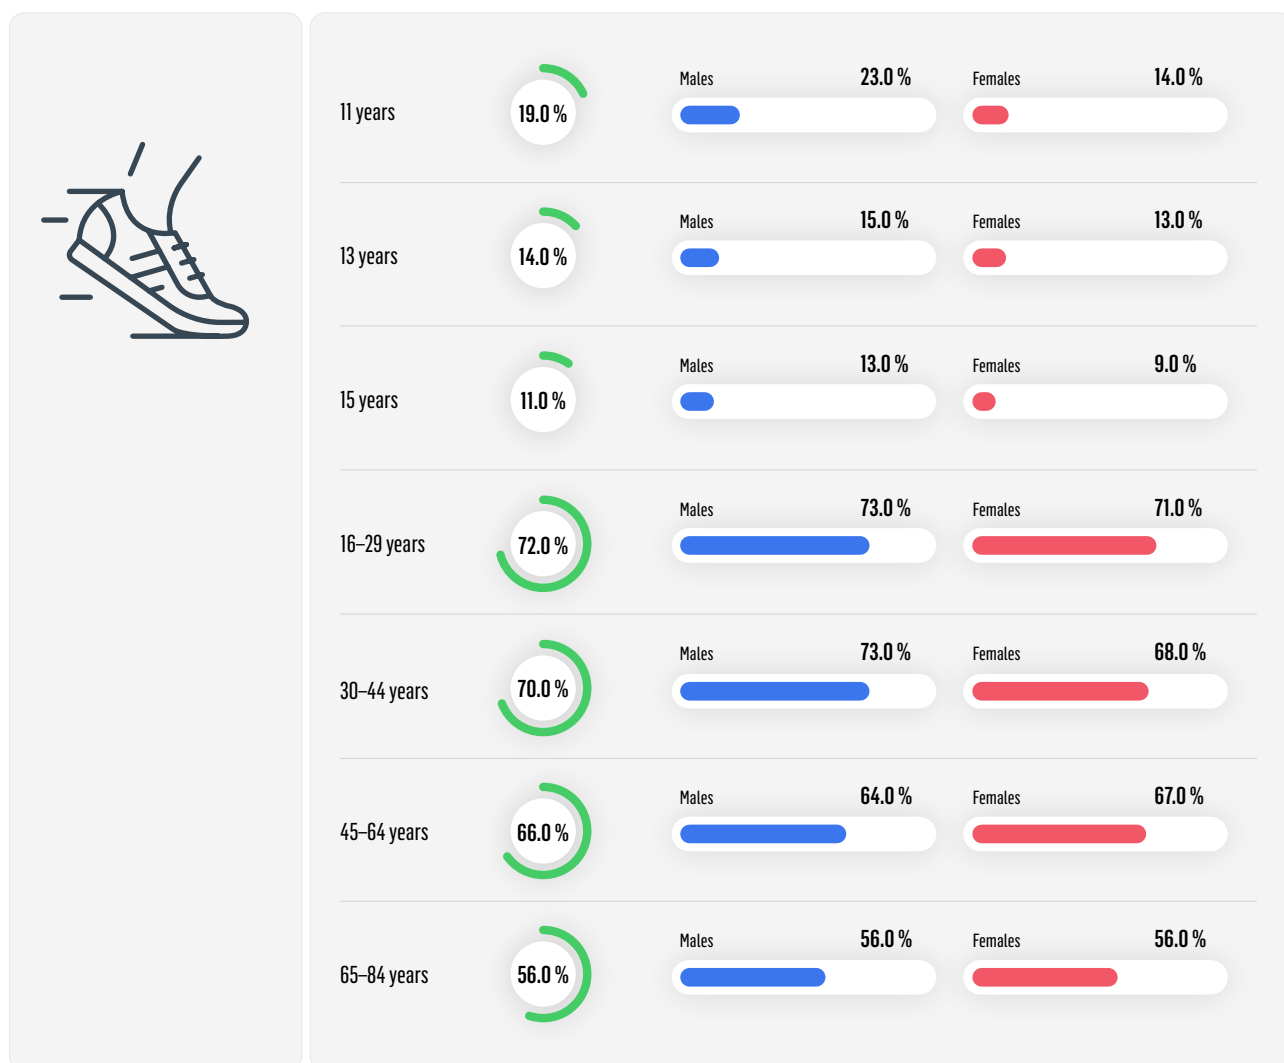 Males 23.0 % Females 14.0 %
11 years 19.0 %
Males 15.0 % Females 13.0 %
13 years 14.0 %
Males 13.0 % Females 9.0 %
15 years 11.0 %
Males 73.0 % Females 71.0 %
16–29 years 72.0 %
Males 73.0 % Females 68.0 %
30–44 years 70.0 %
Males 64.0 % Females 67.0 %
45–64 years 66.0 %
Males 56.0 % Females 56.0 %
65–84 years 56.0 %